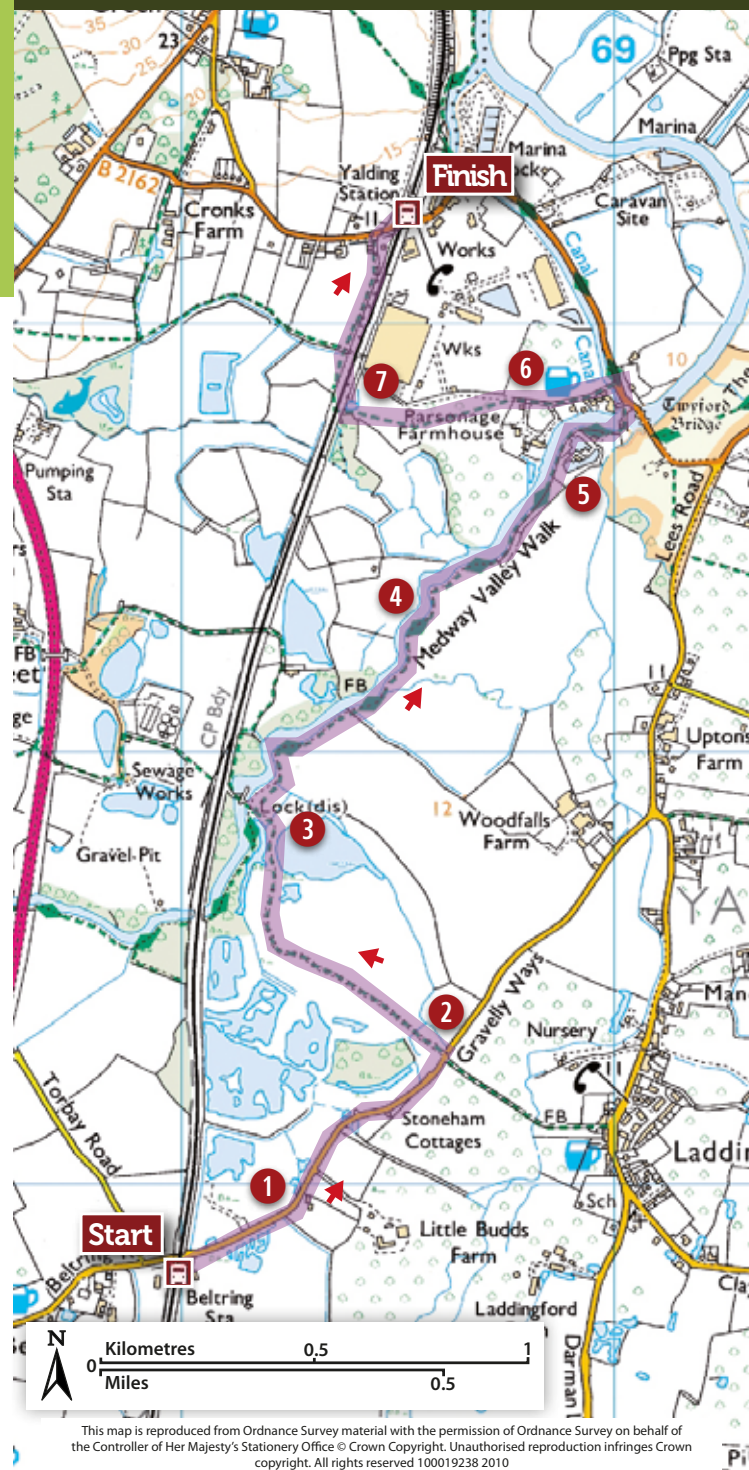 35
30
25
20
23
69
Ppg Sta
Marina
15
Yalding
Station
Finish
Marina
B 2162
11
Caravan
Site
Cronks
Farm
Works
Canal
6
Wks
Canal
10
7
The
Parsonage
Farmhouse
Twyford
Bridge
Pumping
Sta
5
Lees Road
Medway Valley Walk
4
FB
FB
11
CP Bdy
Uptons
Farm
Sewage
Works
Lock (dis)
12
Woodfalls
Farm
3
Gravel Pit
YA
2
Gravelly Ways
Man
Nursery
11
Torbay Road
Stoneham
Cottages
FB
Laddin
1
Sch
Start
Little Budds
Farm
Beltring
Beltring
Sta
Laddingford
Cla
Darman L
N
Kilometres 0.5 1
0
Miles 0.5
This map is reproduced from Ordnance Survey material with the permission of Ordnance Survey on behalf of
the Controller of Her Majesty's Stationery Office © Crown Copyright. Unauthorised reproduction infringes Crown
copyright. All rights reserved 100019238 2010